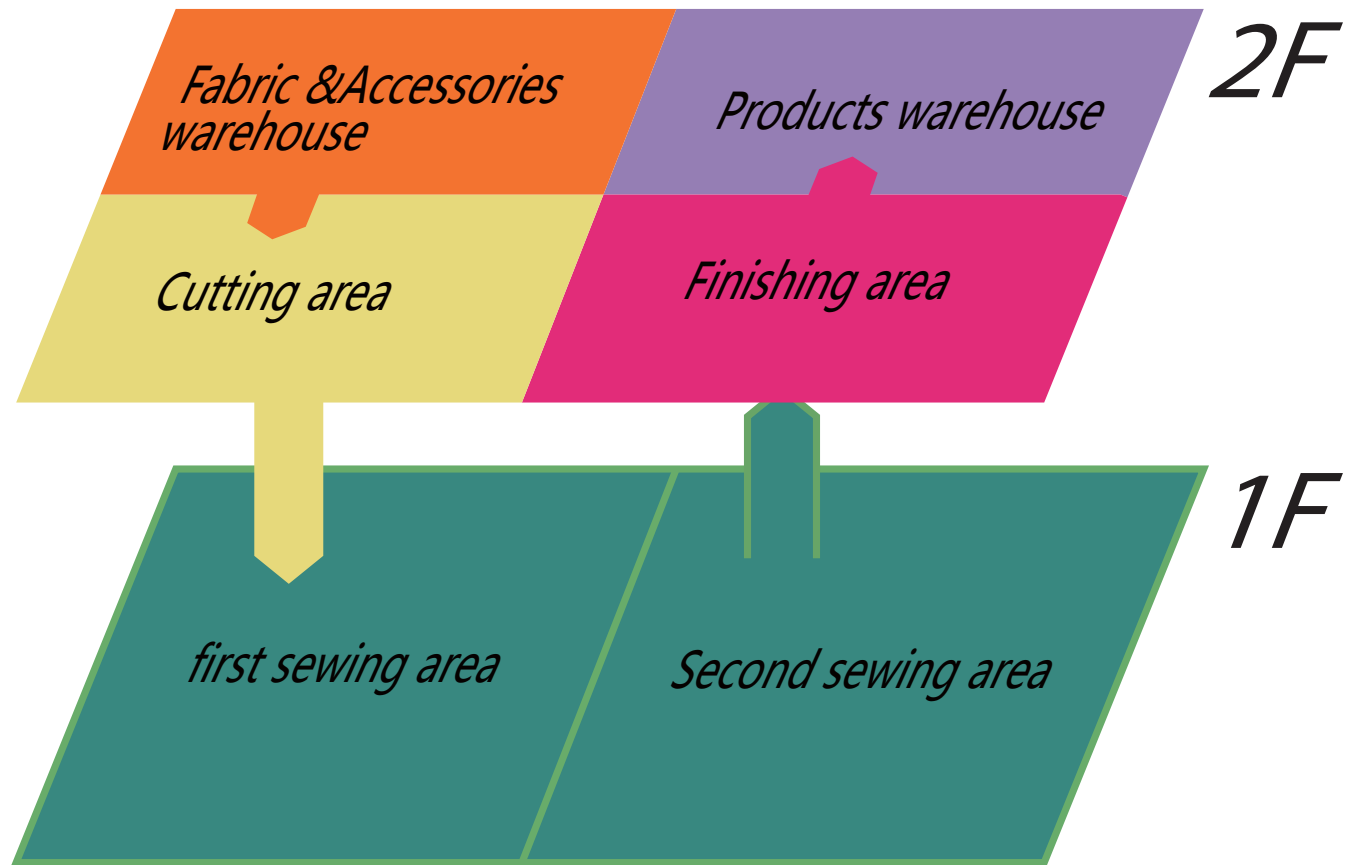 Fabric &Accessories
warehouse
Products warehouse
2F
Cutting area
Finishing area
1F
first sewing area
Second sewing area